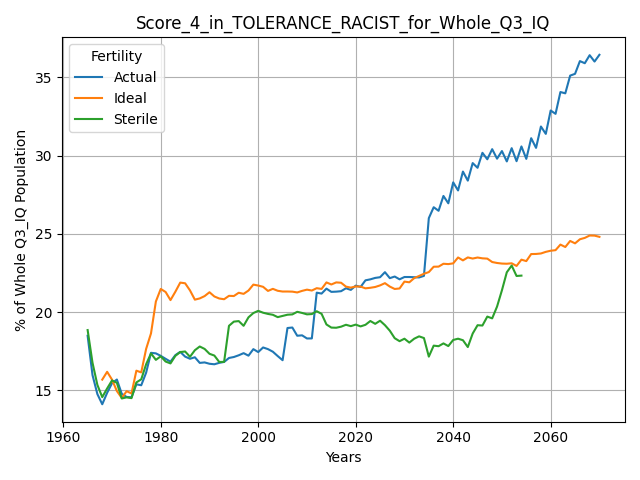 Score_4_in_TOLERANCE_RACIST_for_Whole_Q3_IQ
Fertility
Actual
Ideal
Sterile
% of Whole Q3_IQ Population
35
30
25
20
15
1960
1980
2000
2020
2040
2060
Years